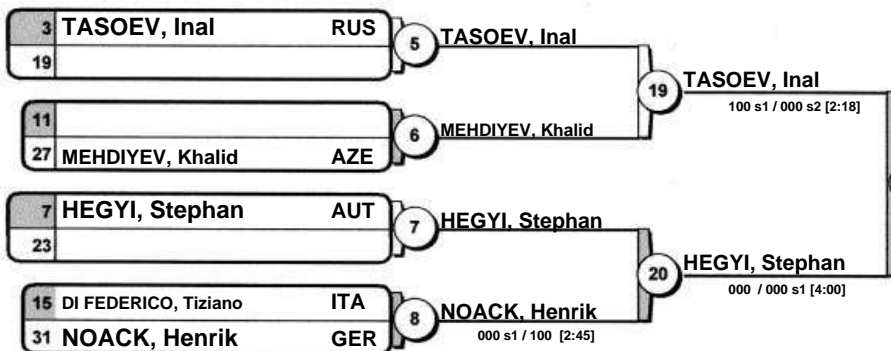 3 TASOEV, Inal RUS
19
5
TASOEV, Inal
11
27 MEHDIYEV, Khalid AZE
6
MEHDIYEV, Khalid
19
TASOEV, Inal
100 s1 / 000 s2 [2:18]
7 HEGYI, Stephan AUT
23
7
HEGYI, Stephan
15 DI FEDERICO, Tiziano ITA
31 NOACK, Henrik GER
8
NOACK, Henrik
000 s1 / 100 [2:45]
20
HEGYI, Stephan
000 / 000 s1 [4:00]